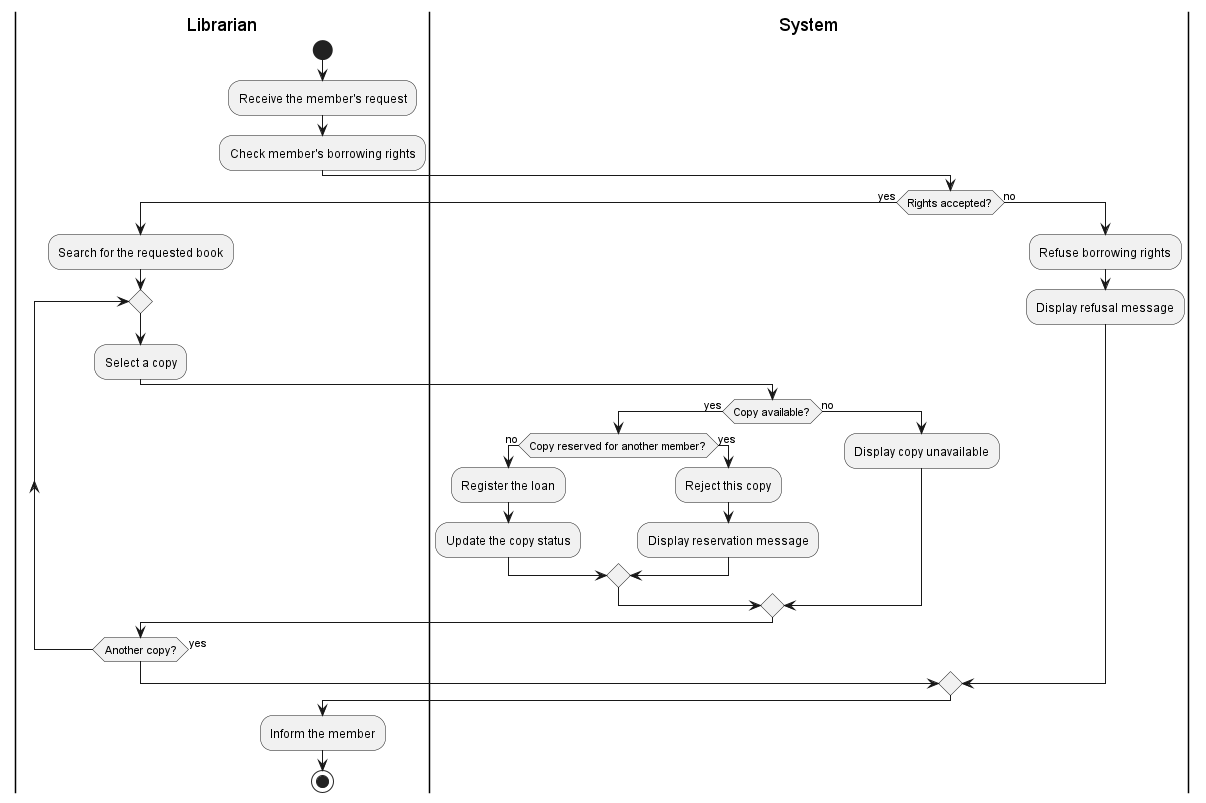 Librarian
System
Receive the member's request
Check member's borrowing rights
yes
Rights accepted?
no
Search for the requested book
Refuse borrowing rights
Display refusal message
Select a copy
yes
Copy available?
no
no
Copy reserved for another member?
yes
Display copy unavailable
Register the loan
Reject this copy
Update the copy status
Display reservation message
Another copy?
yes
Inform the member